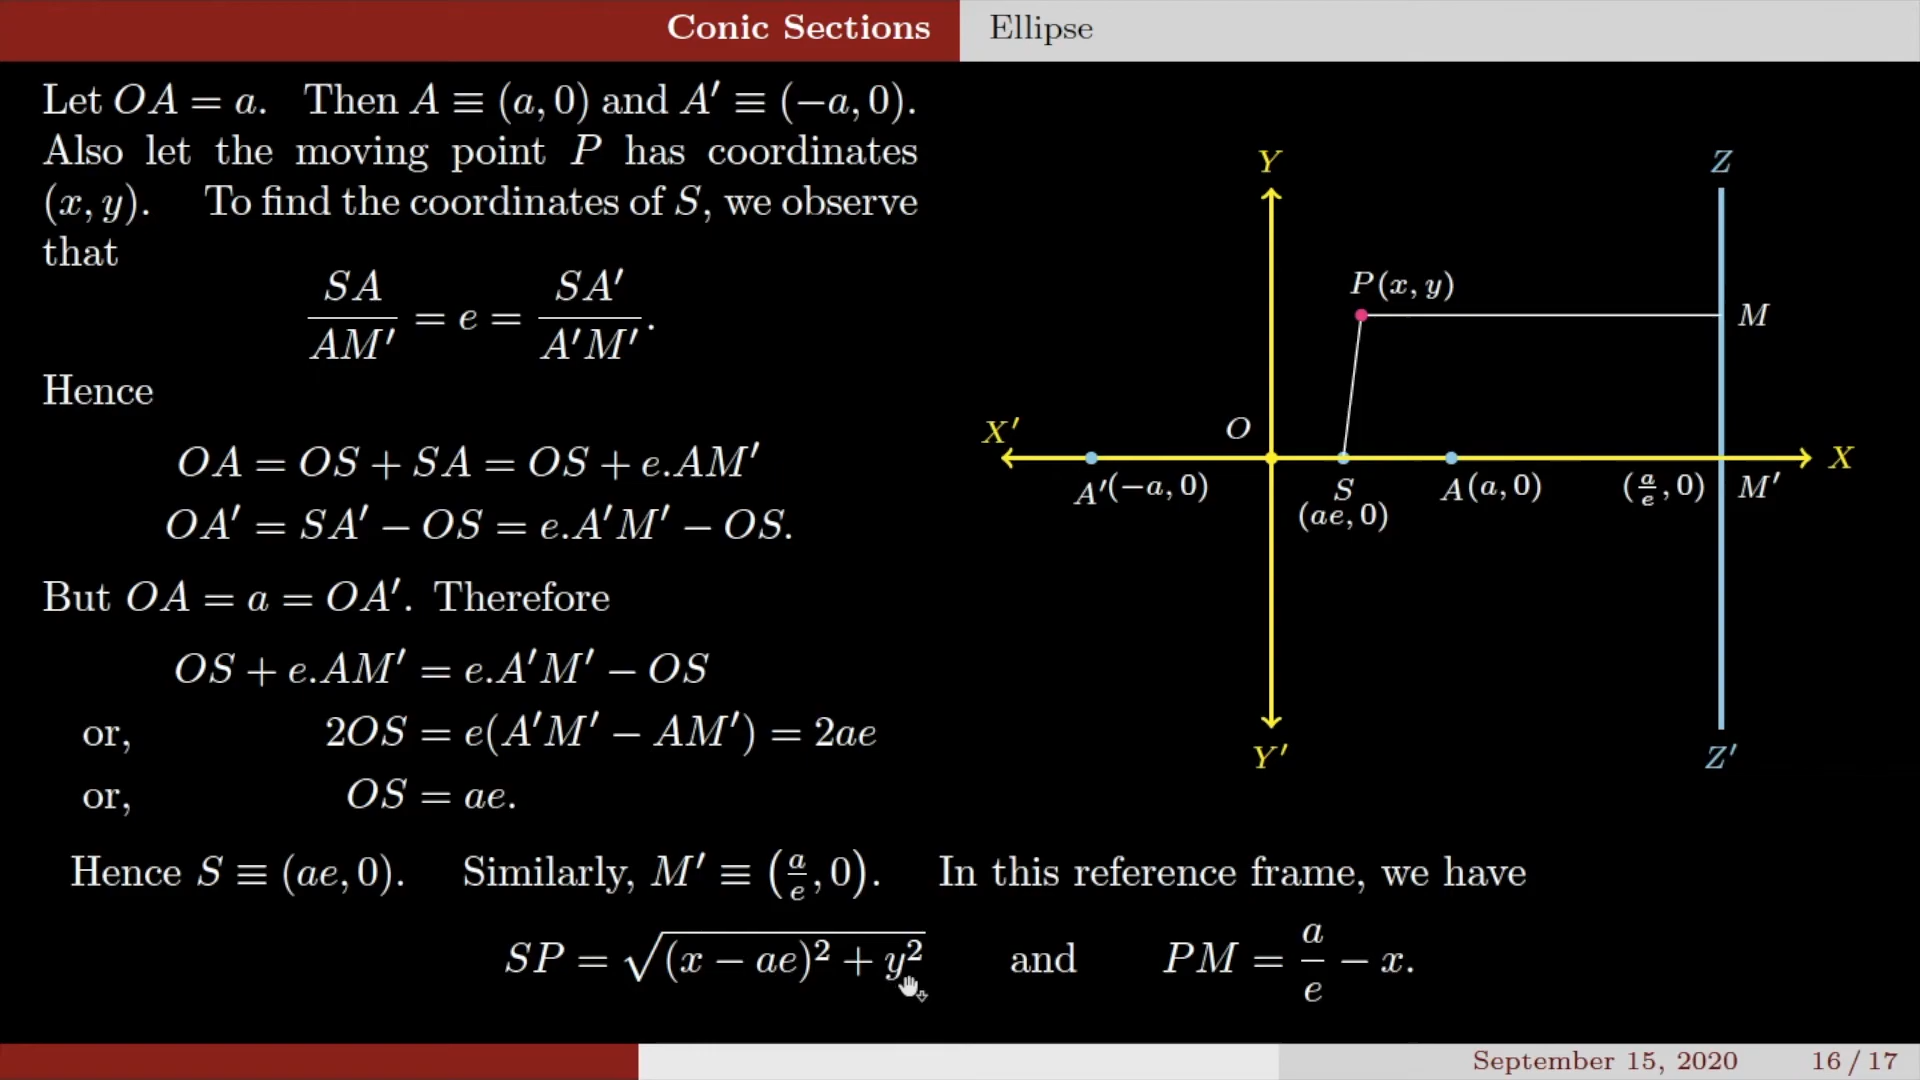 Conic Sections Ellipse
Let OA = a. Then A ≡ (a, 0) and A′ ≡ (−a, 0).
Also let the moving point P has coordinates
(x, y). To find the coordinates of S, we observe
that
SA/AM′ = e = SA′/A′M′.
Hence
OA = OS + SA = OS + e.AM′
OA′ = SA′ − OS = e.A′M′ − OS.
But OA = a = OA′. Therefore
OS + e.AM′ = e.A′M′ − OS
or, 2OS = e(A′M′ − AM′) = 2ae
or, OS = ae.
Hence S ≡ (ae, 0). Similarly, M′ ≡ (a/e, 0). In this reference frame, we have
SP = √((x − ae)² + y²) and PM = a/e − x.
Y
Z
P(x, y)
M
O
X′
X
A′(−a, 0)
S
(ae, 0)
A(a, 0)
(a/e, 0)
M′
Y′
Z′
September 15, 2020 16 / 17